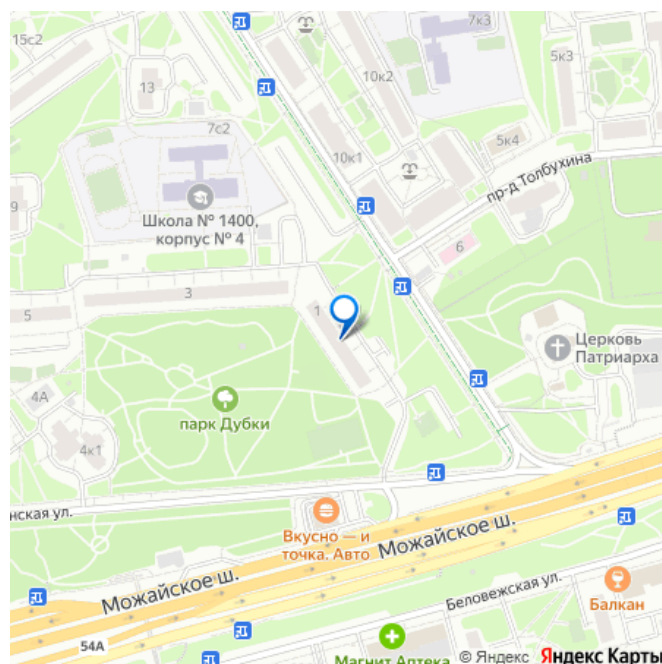 15с2
7к3
10к2
5к3
13
7с2
10к1
5к4
пр-д Толбухина
9
Школа № 1400,
корпус № 4
6
3
1
5
Церковь
Патриарха
4А
парк Дубки
4к1
нская ул.
Вкусно — и
точка. Авто
Можайское ш.
Можайское ш.
Беловежская ул.
Балкан
54А
Магнит Аптека
© Яндекс Яндекс Карты